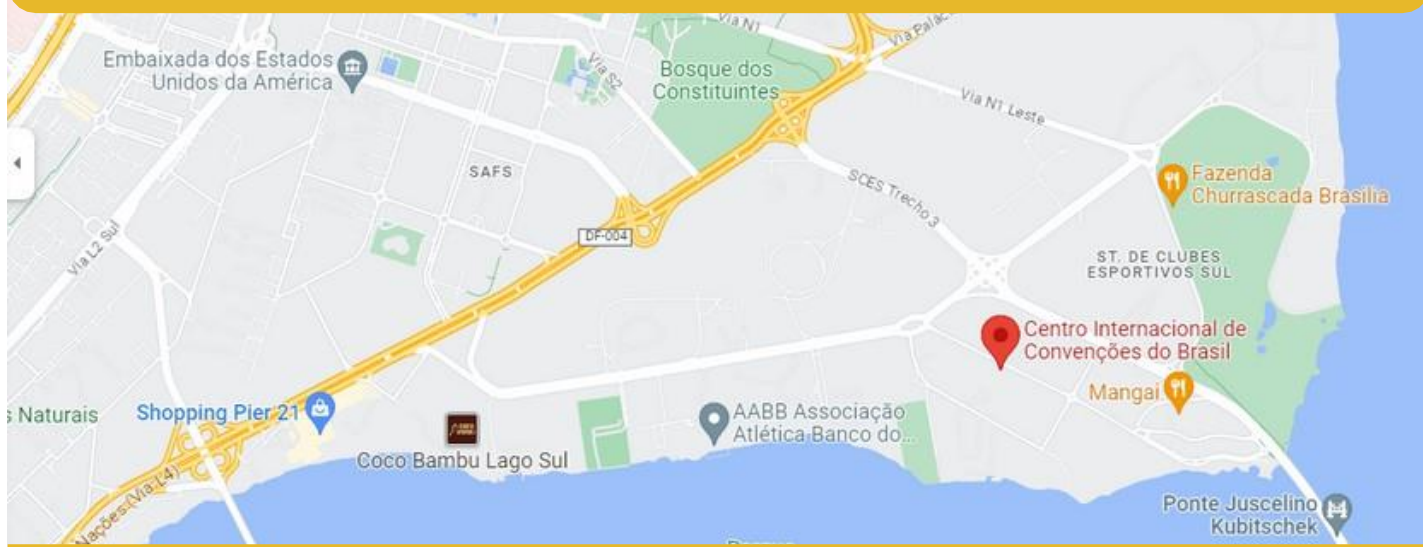 Via N1
Via Palác
Embaixada dos Estados
Unidos da América
Via S2
Bosque dos
Constituintes
Via N1 Leste
SAFS
SCES Trecho 3
Fazenda
Churrascada Brasília
Via L2 Sul
DF-004
ST. DE CLUBES
ESPORTIVOS SUL
Centro Internacional de
Convenções do Brasil
Mangai
s Naturais
Shopping Pier 21
AABB Associação
Atlética Banco do...
Coco Bambu Lago Sul
Nações (Via L4)
Ponte Juscelino
Kubitschek